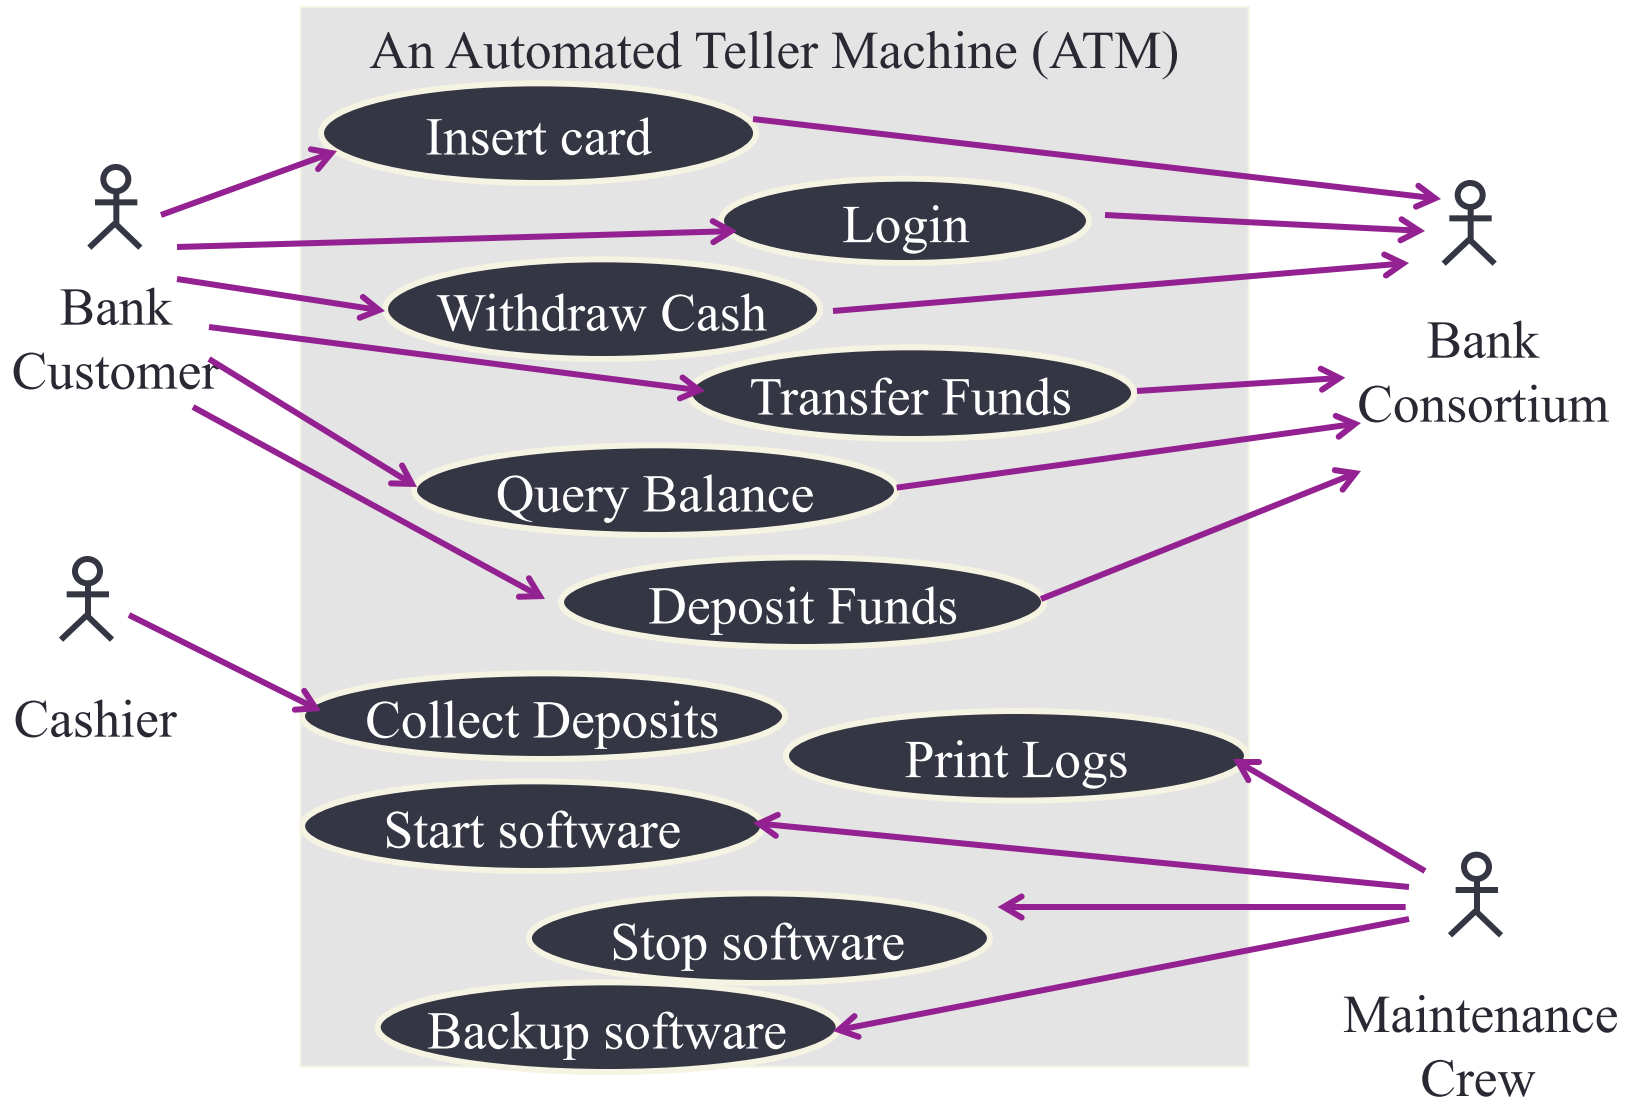 An Automated Teller Machine (ATM)
Insert card
Login
Bank
Customer
Withdraw Cash
Bank
Consortium
Transfer Funds
Query Balance
Deposit Funds
Cashier
Collect Deposits
Print Logs
Start software
Stop software
Backup software
Maintenance
Crew